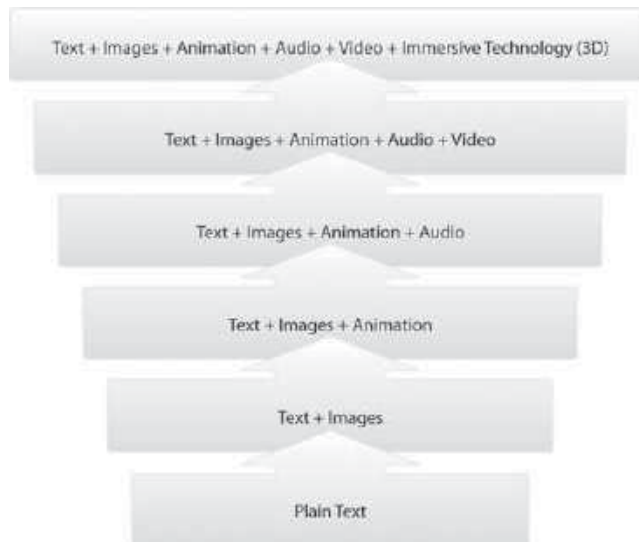 Text + Images + Animation + Audio + Video + Immersive Technology (3D)
Text + Images + Animation + Audio + Video
Text + Images + Animation + Audio
Text + Images + Animation
Text + Images
Plain Text